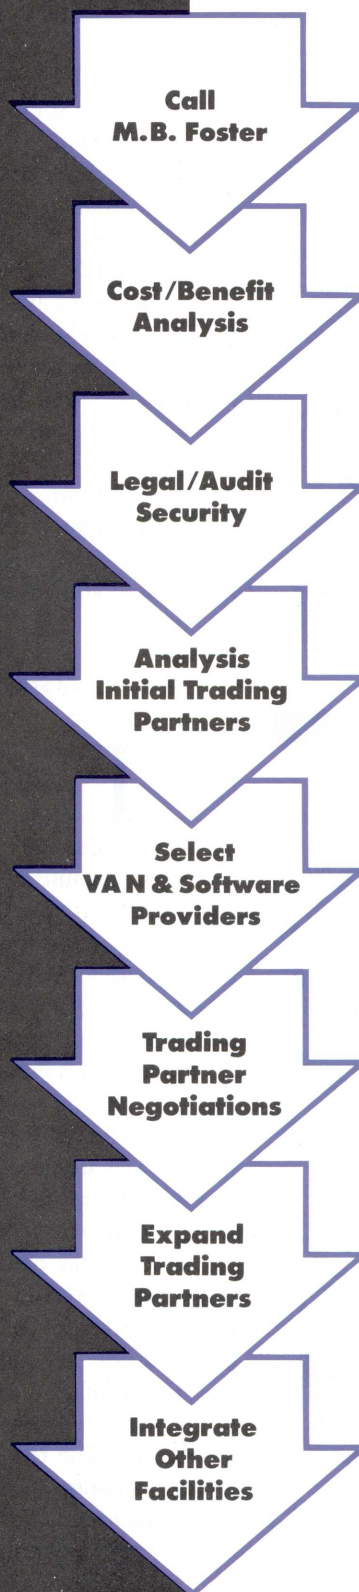 Call
M.B. Foster
Cost/Benefit
Analysis
Legal/Audit
Security
Analysis
Initial Trading
Partners
Select
VAN & Software
Providers
Trading
Partner
Negotiations
Expand
Trading
Partners
Integrate
Other
Facilities